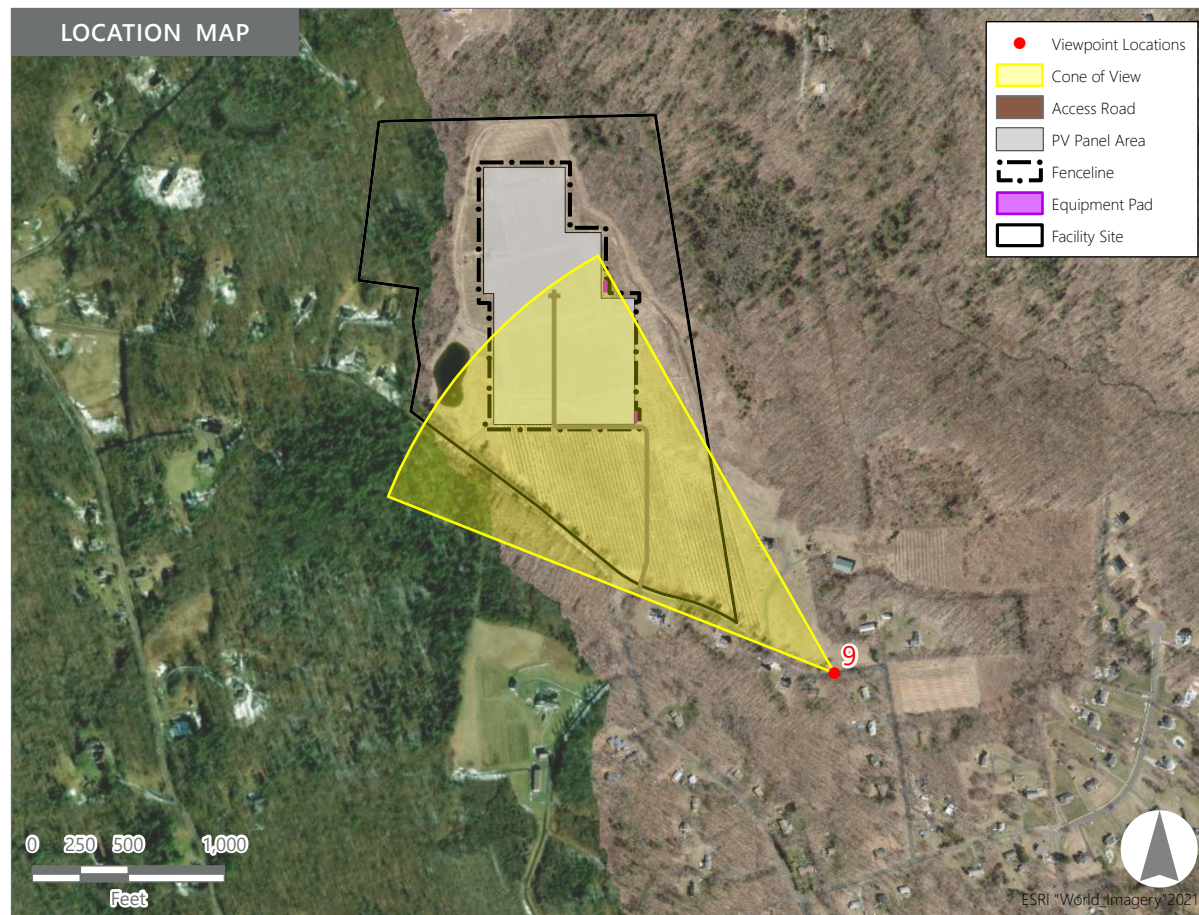 LOCATION MAP
Viewpoint Locations
Cone of View
Access Road
PV Panel Area
Fenceline
Equipment Pad
Facility Site
9
0 250 500 1,000
Feet
ESRI "World_Imagery"2021